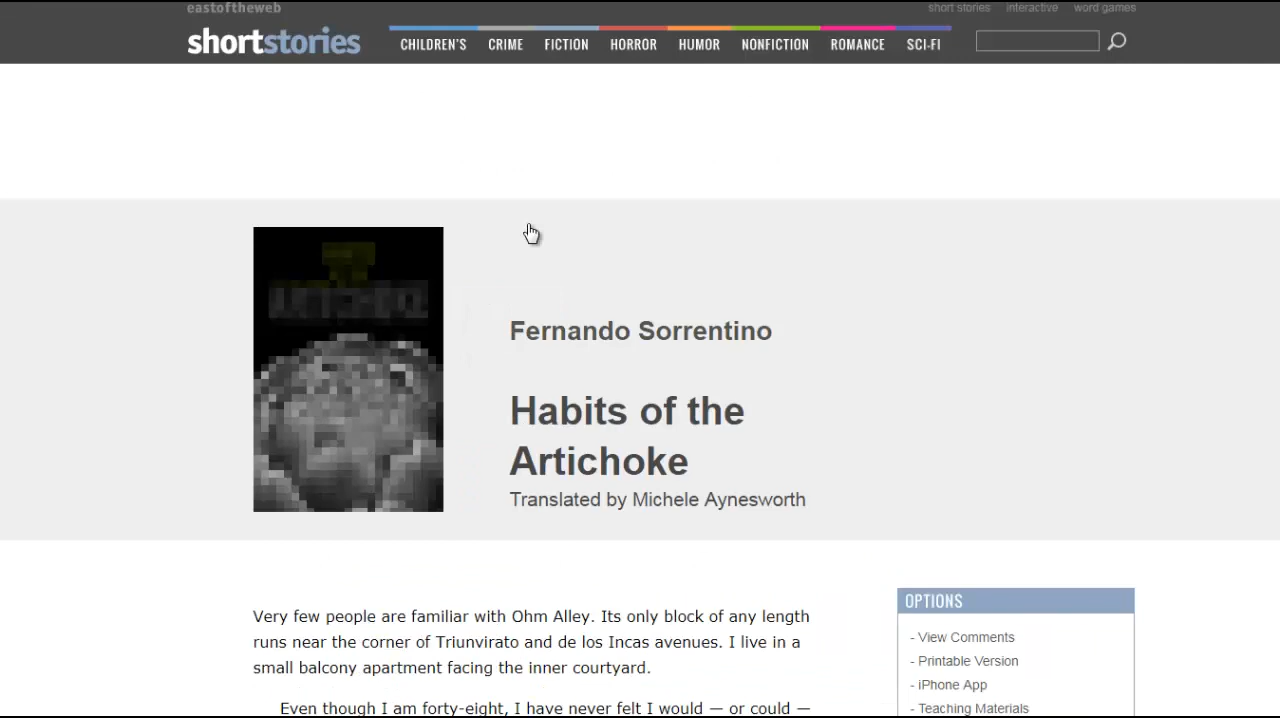 eastoftheweb
short stories interactive word games
shortstories
CHILDREN'S CRIME FICTION HORROR HUMOR NONFICTION ROMANCE SCI-FI
Fernando Sorrentino
Habits of the
Artichoke
Translated by Michele Aynesworth
Very few people are familiar with Ohm Alley. Its only block of any length
runs near the corner of Triunvirato and de los Incas avenues. I live in a
small balcony apartment facing the inner courtyard.
Even though I am forty-eight, I have never felt I would — or could —
OPTIONS
- View Comments
- Printable Version
- iPhone App
- Teaching Materials